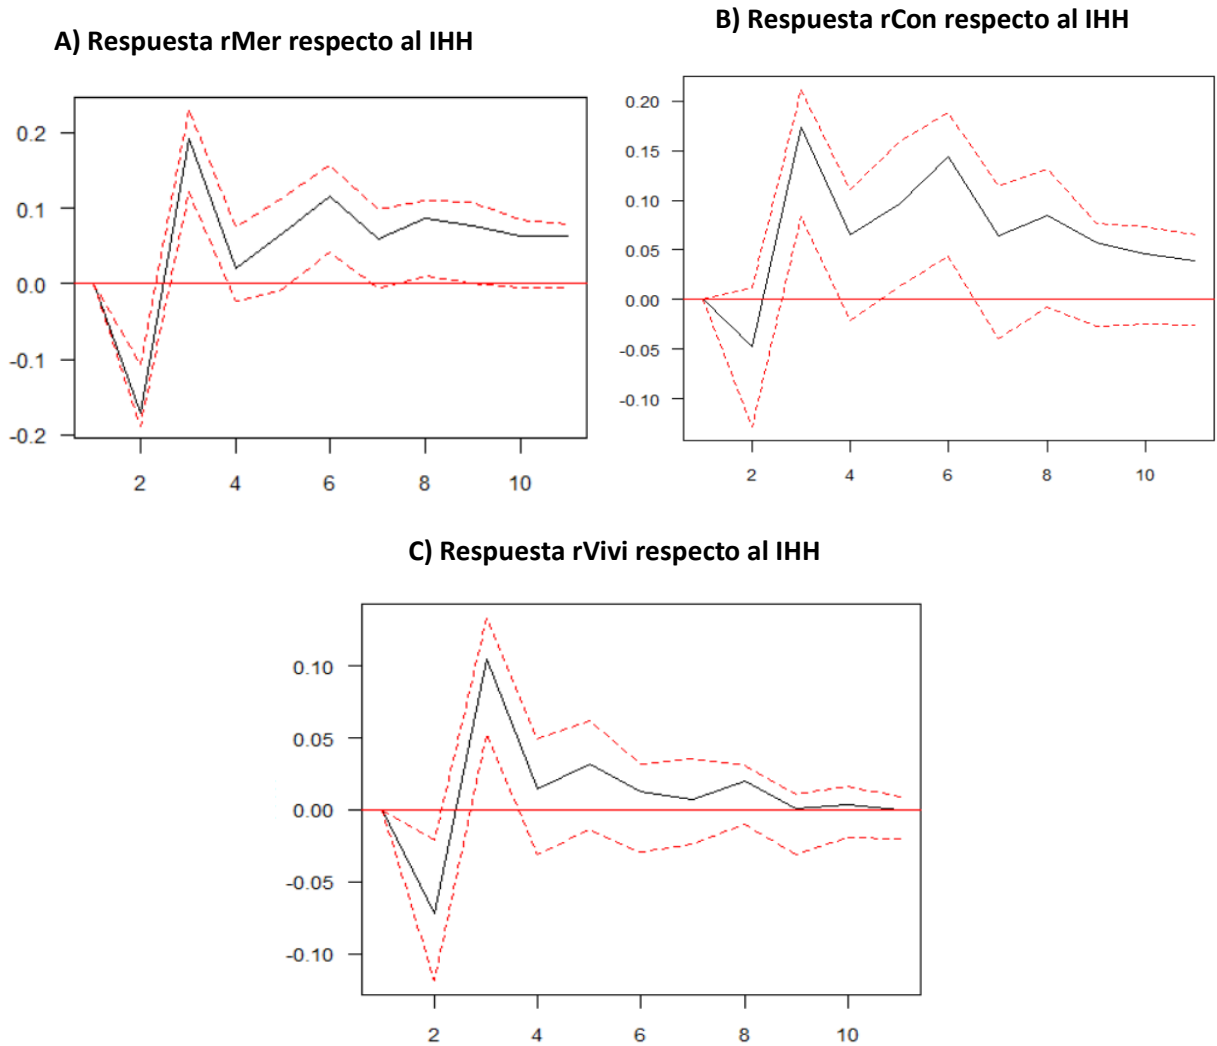 A) Respuesta rMer respecto al IHH
0.2
0.1
0.0
-0.1
-0.2
2 4 6 8 10
B) Respuesta rCon respecto al IHH
0.20
0.15
0.10
0.05
0.00
-0.05
-0.10
2 4 6 8 10
C) Respuesta rVivi respecto al IHH
0.10
0.05
0.00
-0.05
-0.10
2 4 6 8 10